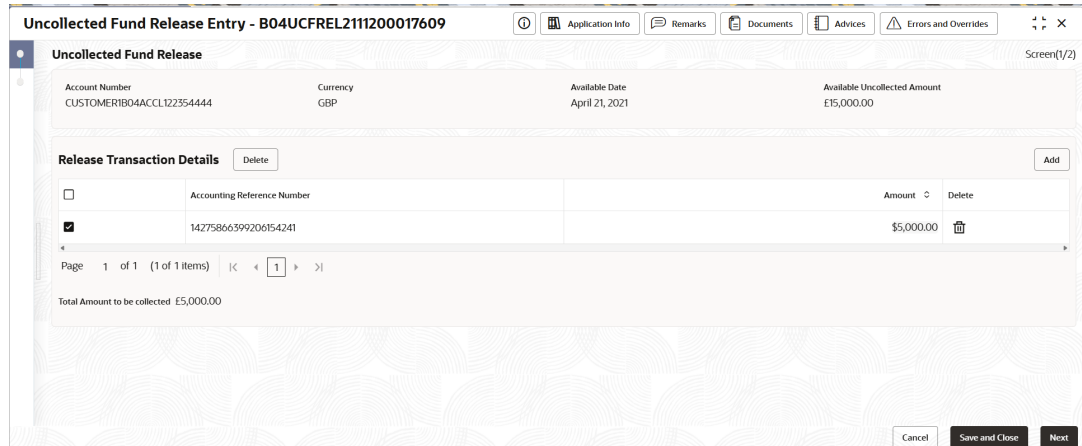 Uncollected Fund Release Entry - B04UCFREL2111200017609 Application Info Remarks Documents Advices Errors and Overrides
Uncollected Fund Release Screen(1/2)
Account Number Currency Available Date Available Uncollected Amount
CUSTOMER1B04ACCL122354444 GBP April 21, 2021 £15,000.00
Release Transaction Details Delete Add
Accounting Reference Number Amount Delete
14275866399206154241 $5,000.00
Page 1 of 1 (1 of 1 items) 1
Total Amount to be collected £5,000.00
Cancel Save and Close Next